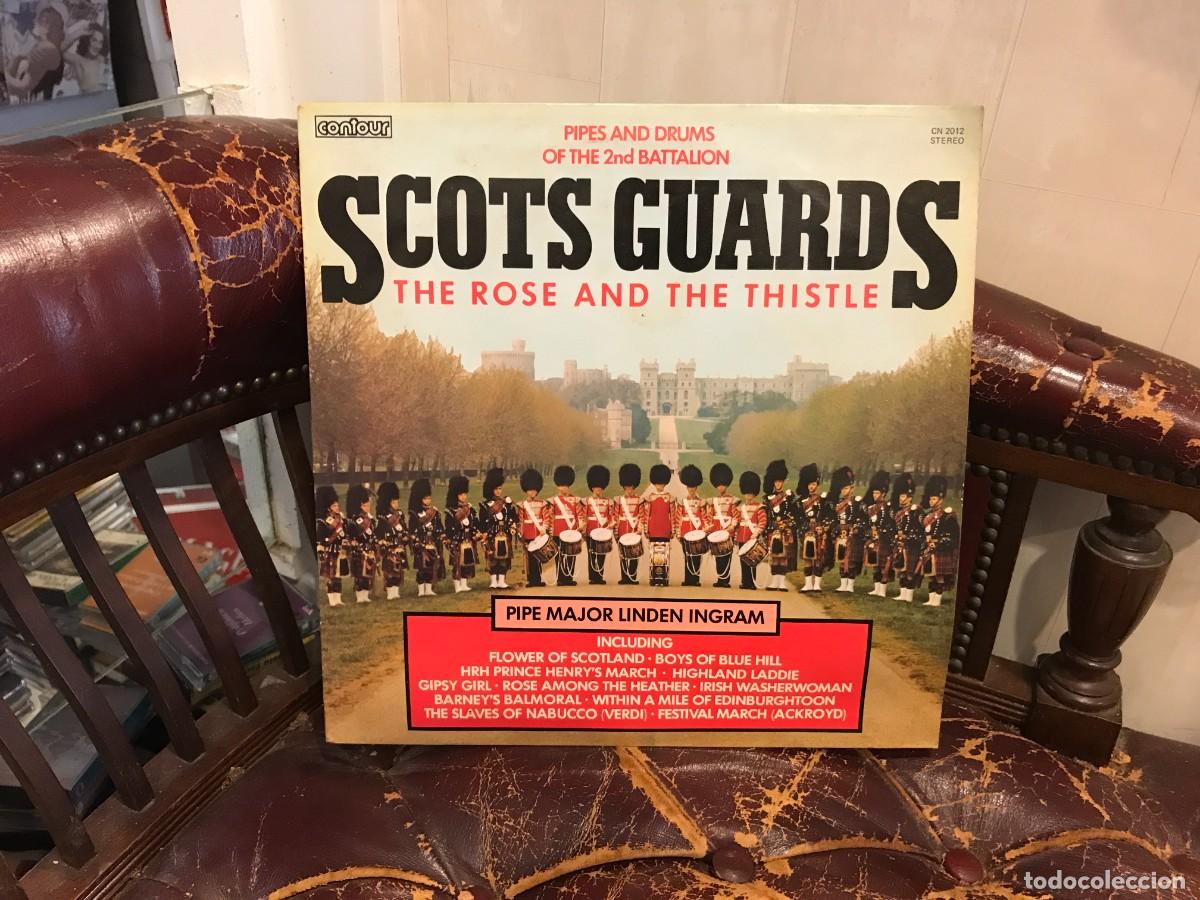 contour
PIPES AND DRUMS
OF THE 2nd BATTALION
CN 2012
STEREO
SCOTS GUARDS
THE ROSE AND THE THISTLE
PIPE MAJOR LINDEN INGRAM
INCLUDING
FLOWER OF SCOTLAND · BOYS OF BLUE HILL
HRH PRINCE HENRY'S MARCH · HIGHLAND LADDIE
GIPSY GIRL · ROSE AMONG THE HEATHER · IRISH WASHERWOMAN
BARNEY'S BALMORAL · WITHIN A MILE OF EDINBURGHTOON
THE SLAVES OF NABUCCO (VERDI) · FESTIVAL MARCH (ACKROYD)
todocoleccion